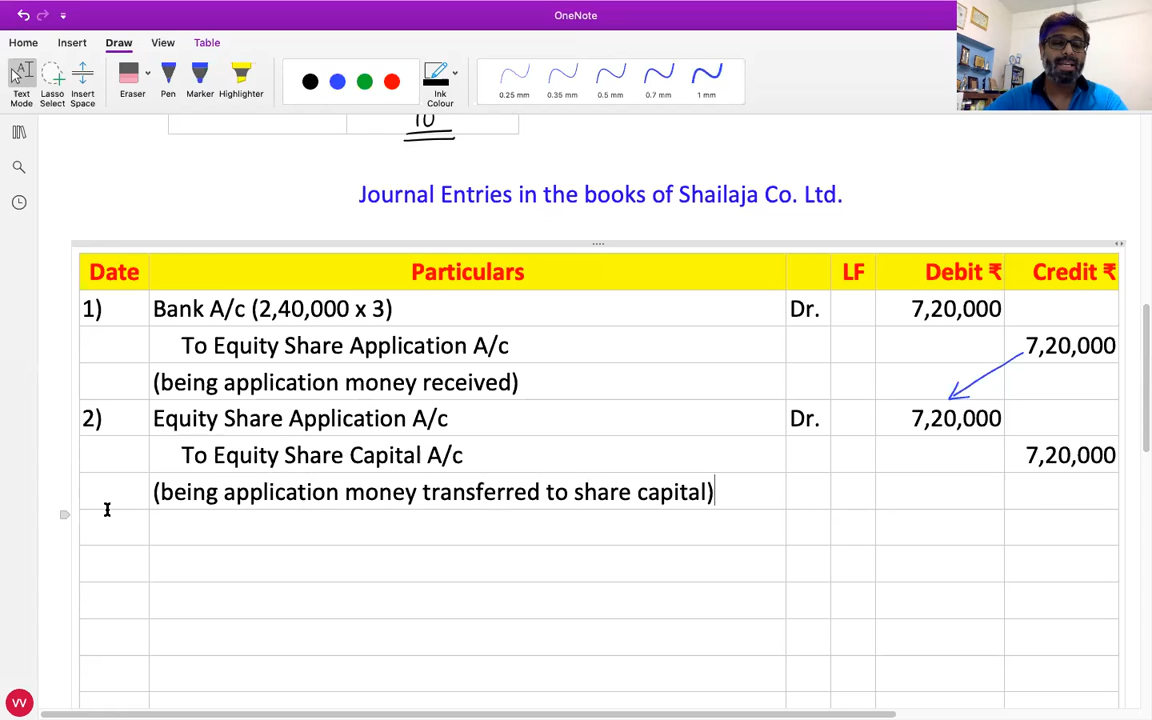 OneNote
Home Insert Draw View Table
Text Mode
Lasso Select
Insert Space
Eraser
Pen
Marker
Highlighter
Ink Colour
0.25 mm 0.35 mm 0.5 mm 0.7 mm 1 mm
10
Journal Entries in the books of Shailaja Co. Ltd.
Date Particulars LF Debit ₹ Credit ₹
1) Bank A/c (2,40,000 x 3) Dr. 7,20,000
To Equity Share Application A/c 7,20,000
(being application money received)
2) Equity Share Application A/c Dr. 7,20,000
To Equity Share Capital A/c 7,20,000
(being application money transferred to share capital)
VV